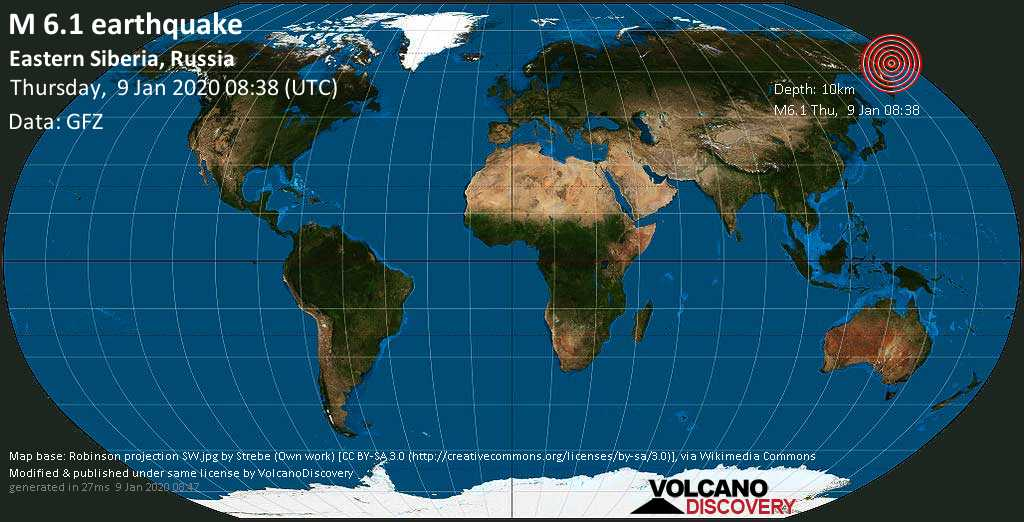 M 6.1 earthquake
Eastern Siberia, Russia
Thursday, 9 Jan 2020 08:38 (UTC)
Data: GFZ
Depth: 10km
M6.1 Thu, 9 Jan 08:38
Map base: Robinson projection SW.jpg by Strebe (Own work) [CC BY-SA 3.0 (http://creativecommons.org/licenses/by-sa/3.0)], via Wikimedia Commons
Modified & published under same license by VolcanoDiscovery
generated in 27ms 9 Jan 2020 08:47
VOLCANO
DISCOVERY